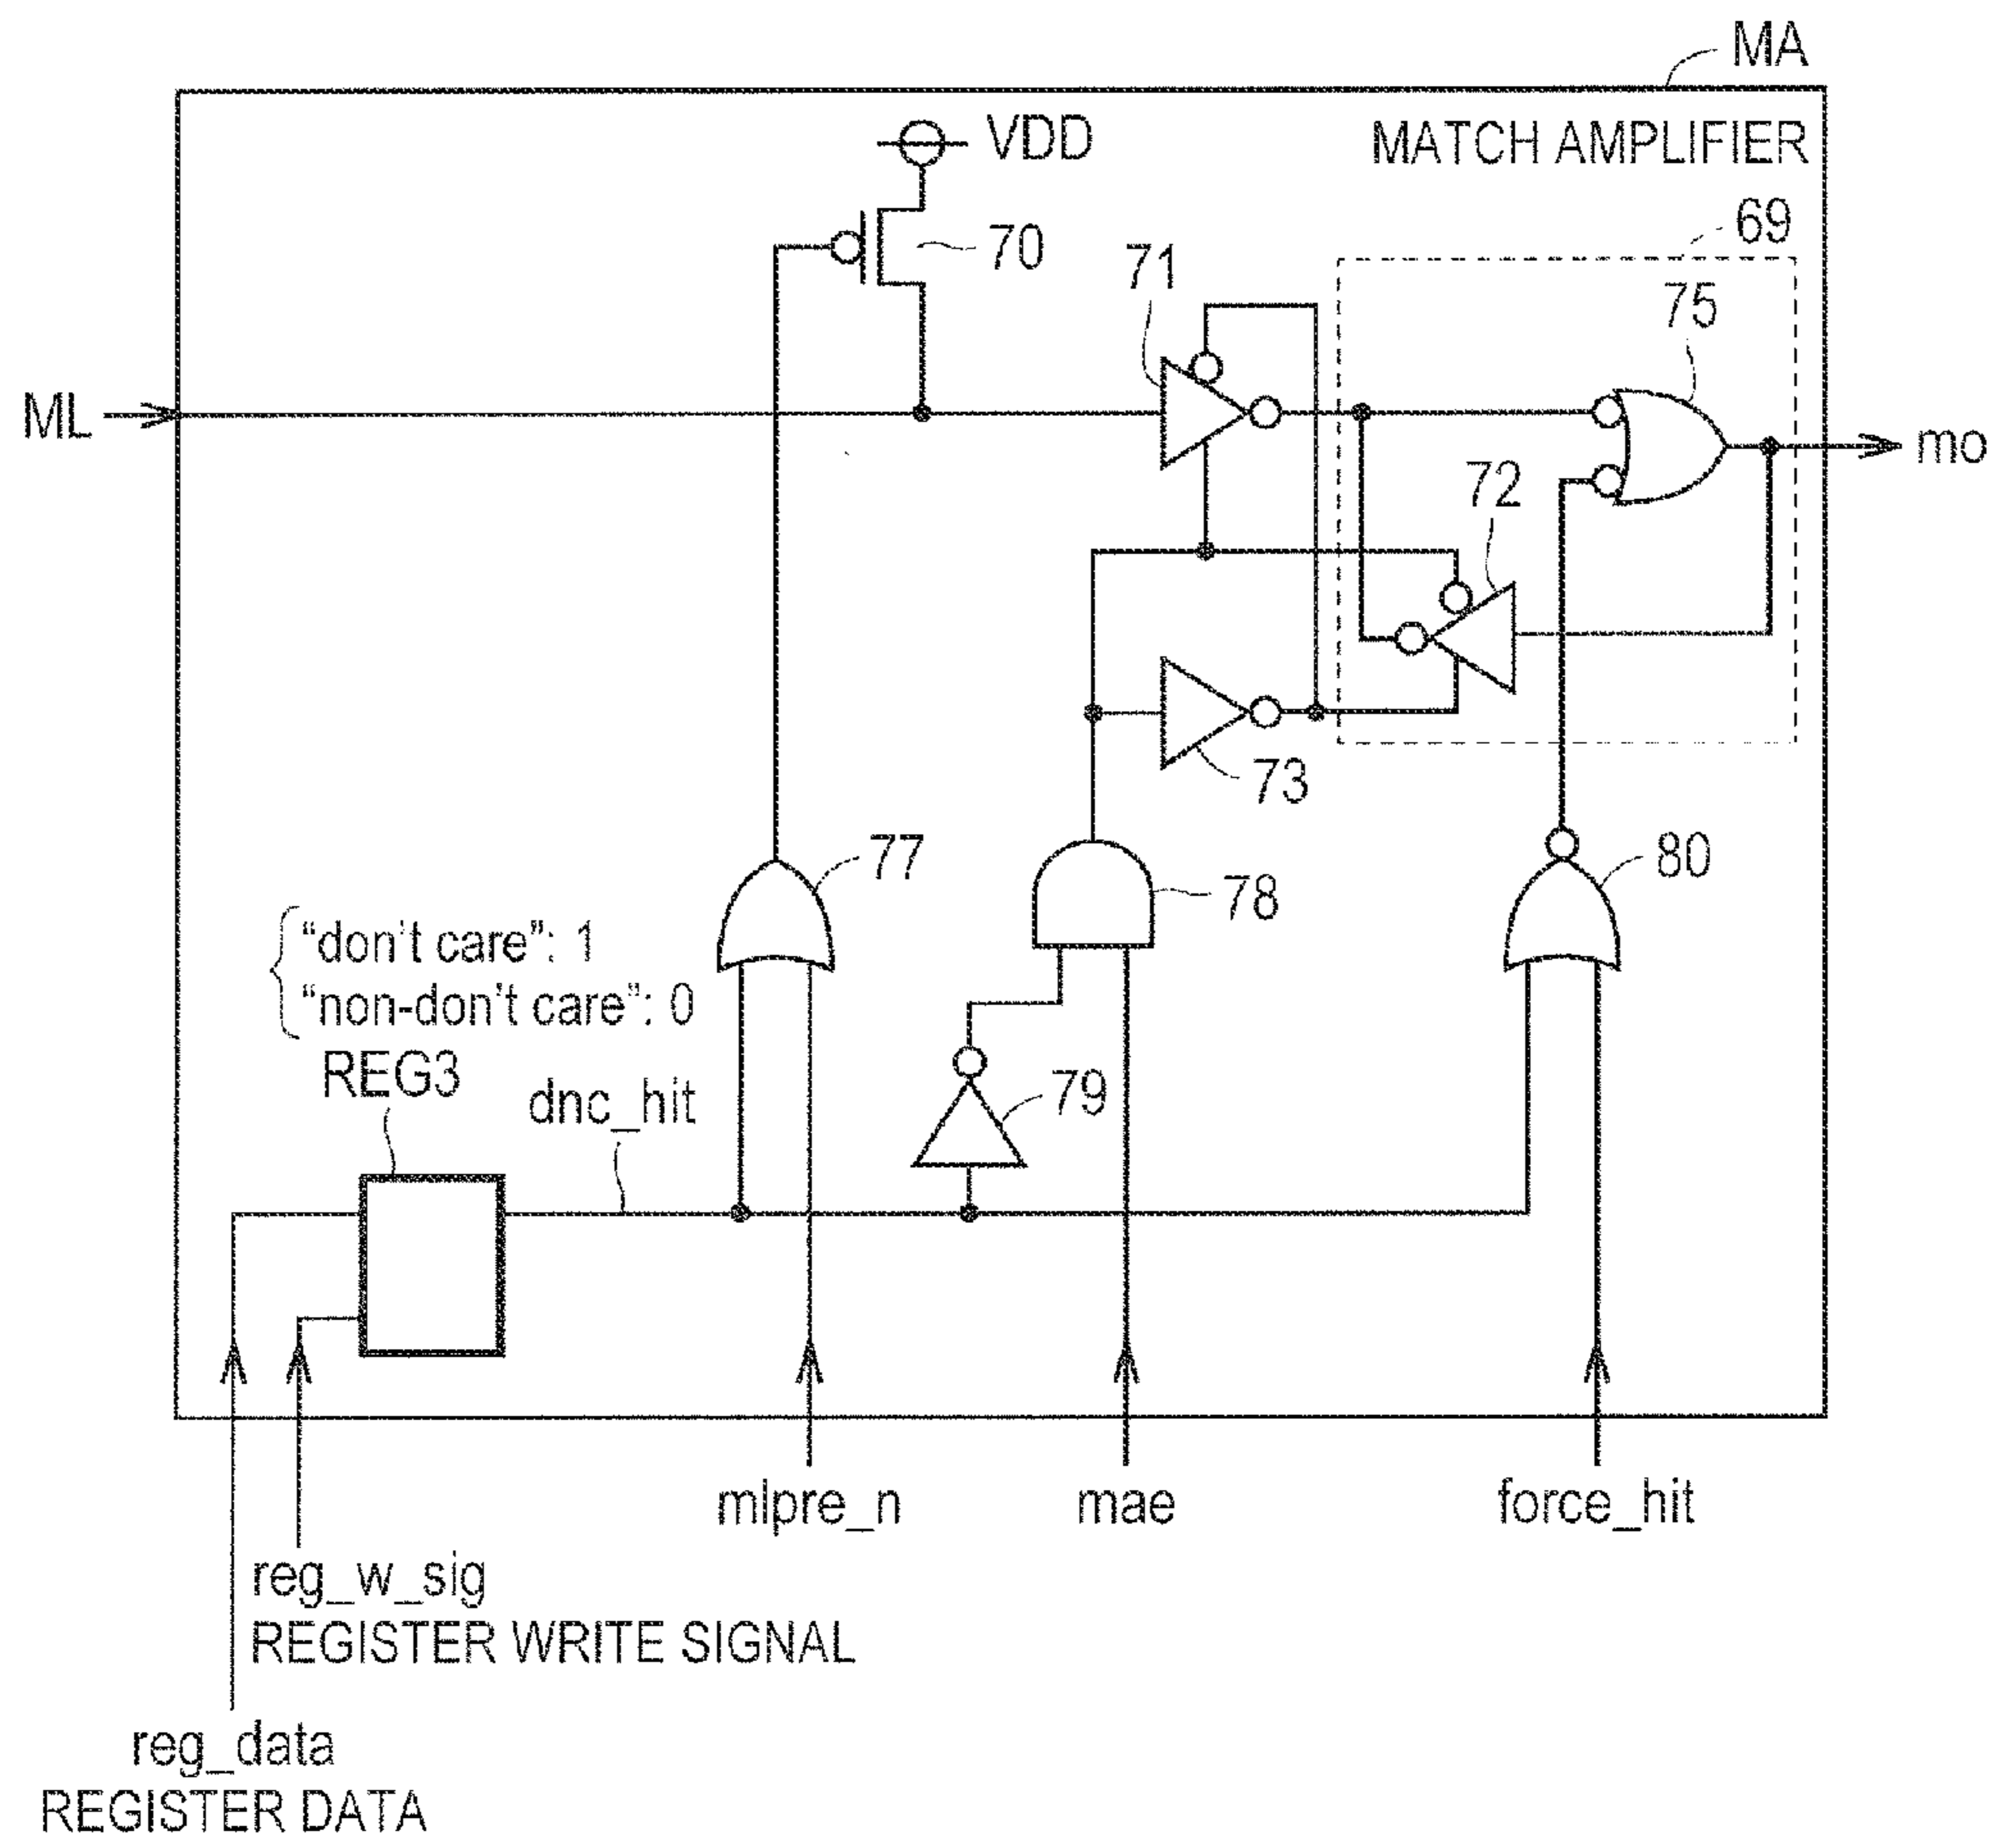 MA
VDD
MATCH AMPLIFIER
69
70
71
75
ML
mo
72
73
77
78
80
"don't care": 1
"non-don't care": 0
REG3
dnc_hit
79
mlpre_n
mae
force_hit
reg_w_sig
REGISTER WRITE SIGNAL
reg_data
REGISTER DATA